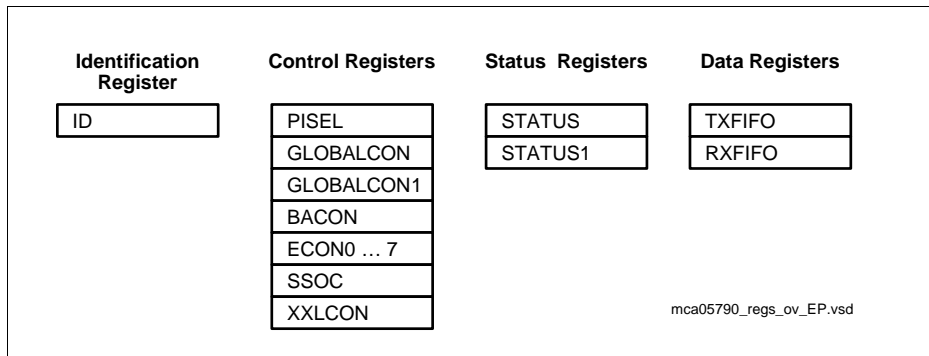 Identification
Register
ID
Control Registers
PISEL
GLOBALCON
GLOBALCON1
BACON
ECON0 … 7
SSOC
XXLCON
Status Registers
STATUS
STATUS1
Data Registers
TXFIFO
RXFIFO
mca05790_regs_ov_EP.vsd